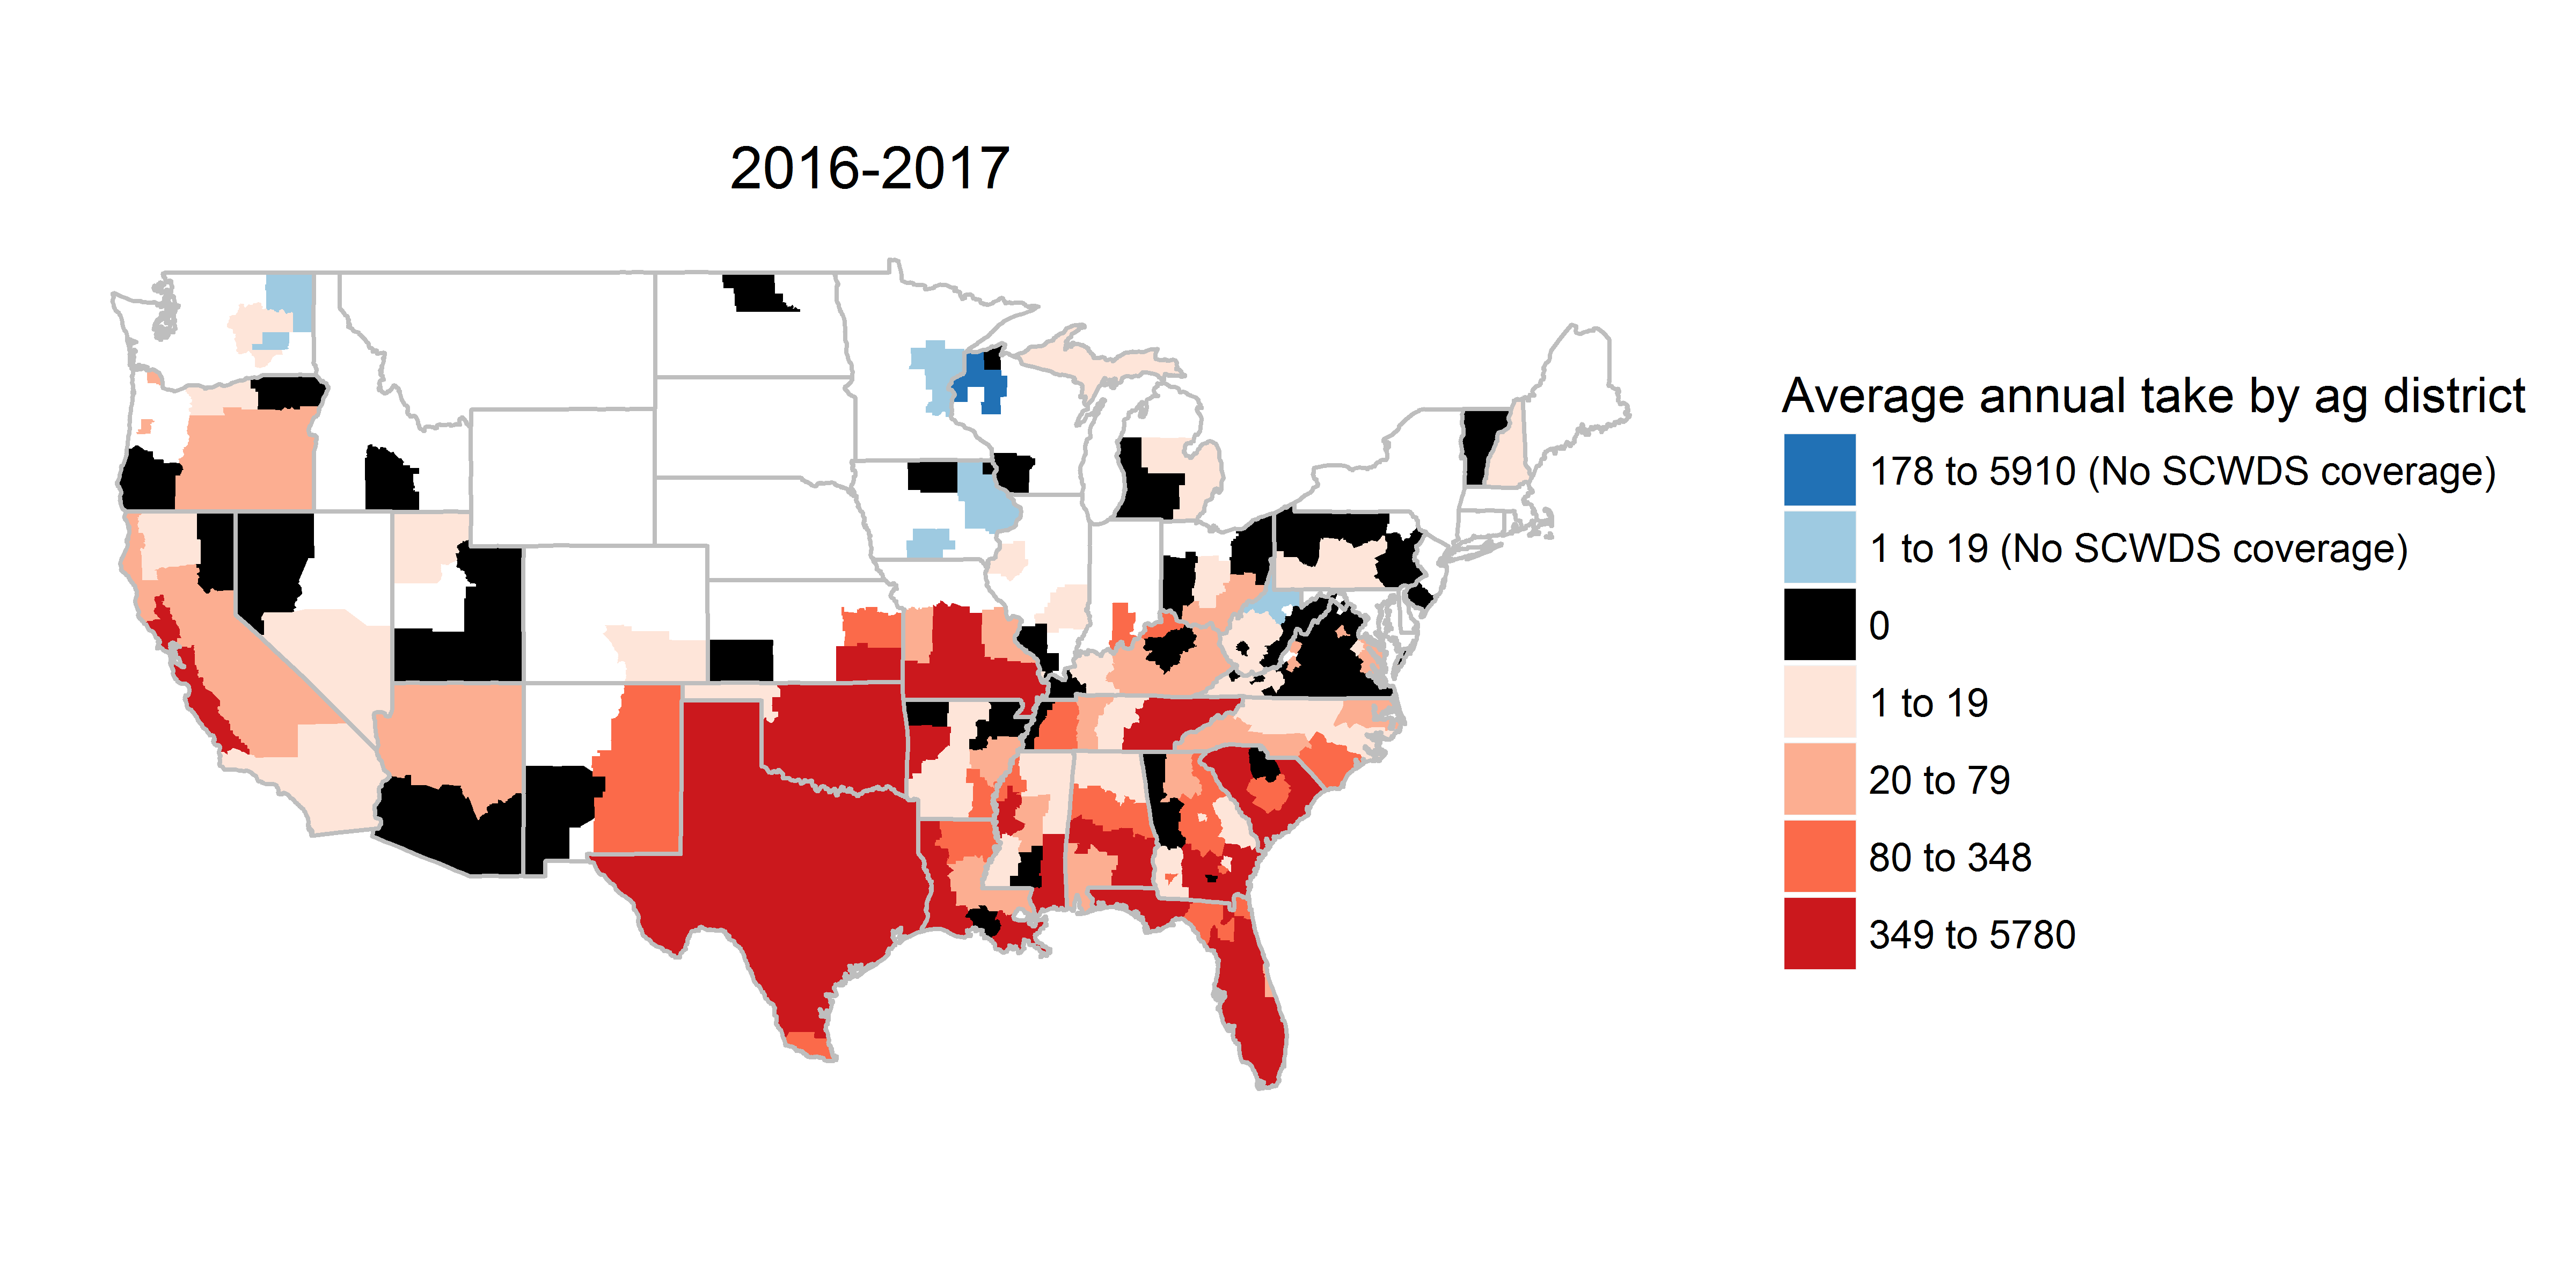 2016-2017
Average annual take by ag district
178 to 5910 (No SCWDS coverage)
1 to 19 (No SCWDS coverage)
0
1 to 19
20 to 79
80 to 348
349 to 5780